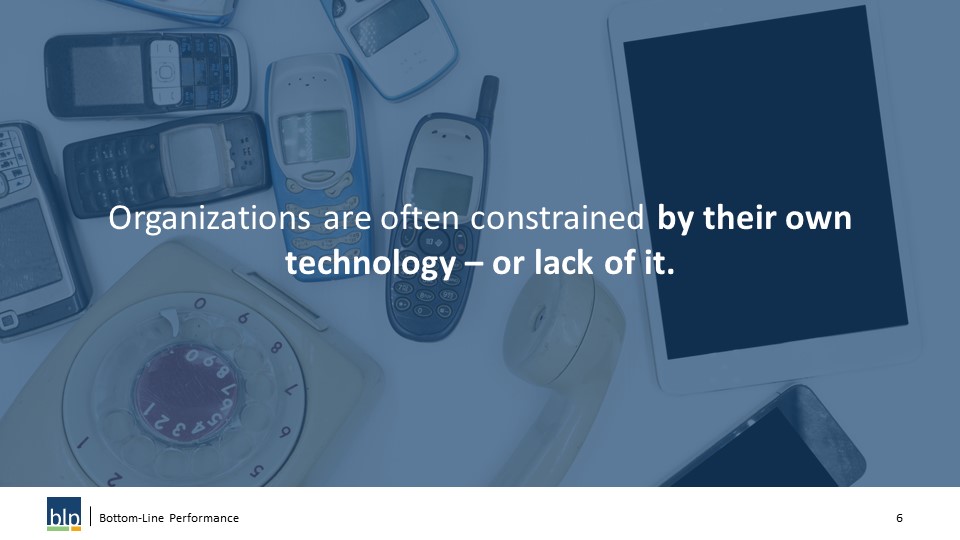 Organizations are often constrained by their own
technology – or lack of it.
blp
Bottom-Line Performance
6